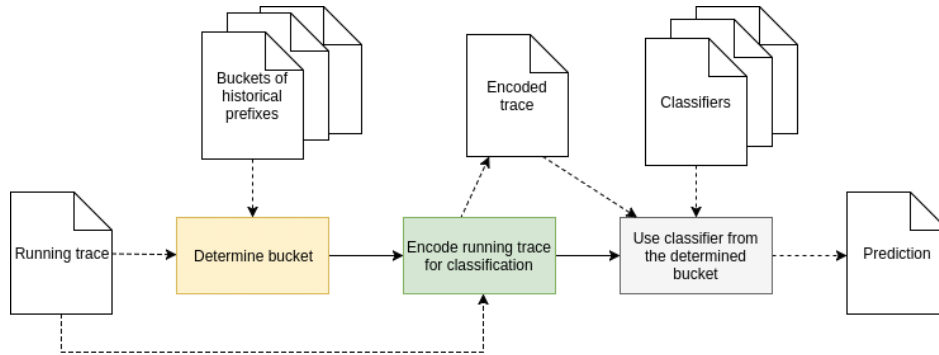 Buckets of
historical
prefixes
Encoded
trace
Classifiers
Running trace
Determine bucket
Encode running trace
for classification
Use classifier from
the determined
bucket
Prediction